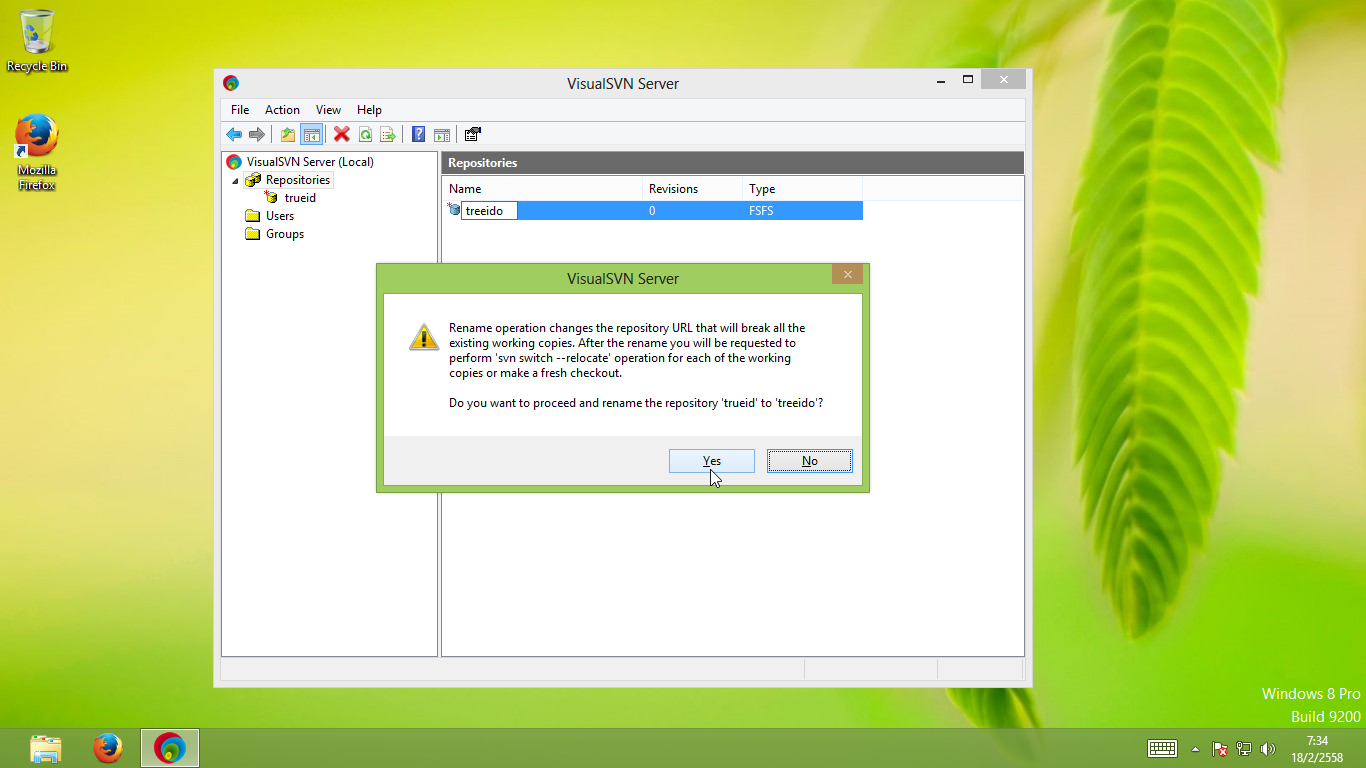 Recycle Bin
Mozilla
Firefox
VisualSVN Server
File Action View Help
VisualSVN Server (Local)
Repositories
trueid
Users
Groups
Repositories
Name Revisions Type
treeido 0 FSFS
VisualSVN Server
Rename operation changes the repository URL that will break all the
existing working copies. After the rename you will be requested to
perform 'svn switch --relocate' operation for each of the working
copies or make a fresh checkout.
Do you want to proceed and rename the repository 'trueid' to 'treeido'?
Yes No
Windows 8 Pro
Build 9200
7:34
18/2/2558